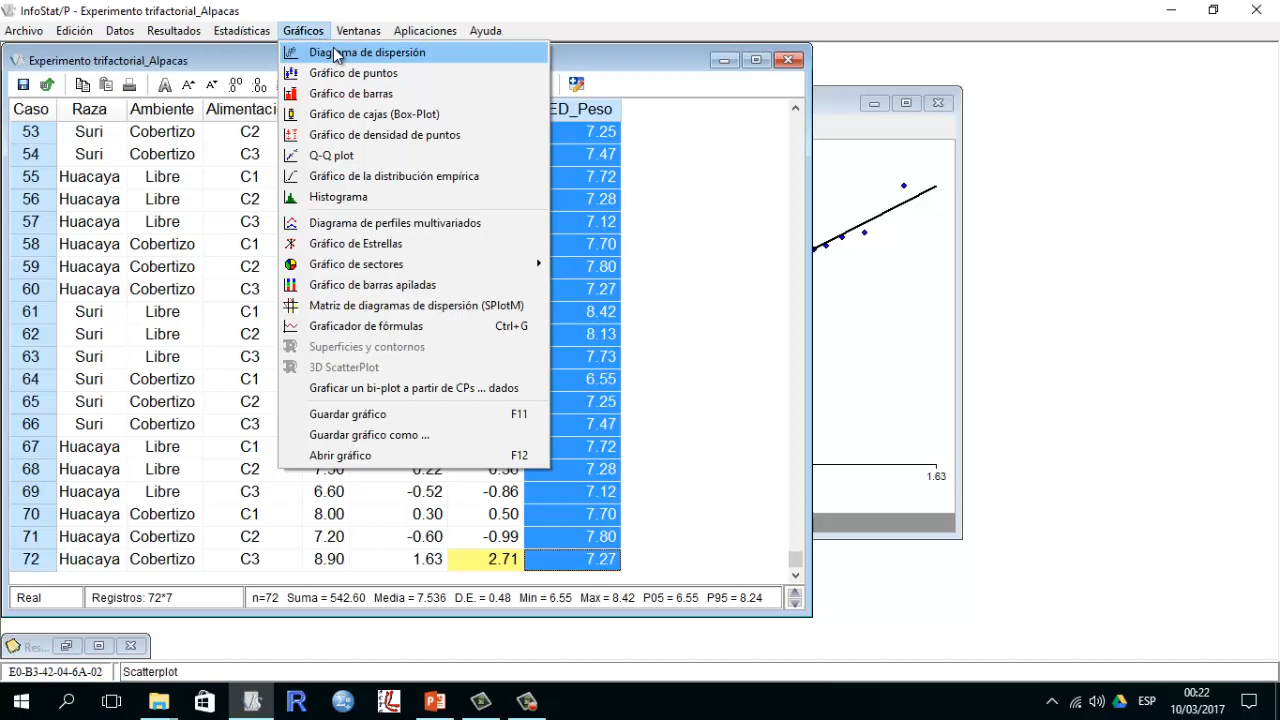 InfoStat/P - Experimento trifactorial_Alpacas
Archivo Edición Datos Resultados Estadísticas Gráficos Ventanas Aplicaciones Ayuda
Experimento trifactorial_Alpacas
Diagrama de dispersión
Gráfico de puntos
Gráfico de barras
Gráfico de cajas (Box-Plot)
Gráfico de densidad de puntos
Q-Q plot
Gráfico de la distribución empírica
Histograma
Diagrama de perfiles multivariados
Gráfico de Estrellas
Gráfico de sectores
Gráfico de barras apiladas
Matriz de diagramas de dispersión (SPlotM)
Graficador de fórmulas Ctrl+G
Superficies y contornos
3D ScatterPlot
Graficar un bi-plot a partir de CPs ... datos
Guardar gráfico F11
Guardar gráfico como ...
Abrir gráfico F12
Caso Raza Ambiente Alimentaci ED_Peso
53 Suri Cobertizo C2 7.25
54 Suri Cobertizo C3 7.47
55 Huacaya Libre C1 7.72
56 Huacaya Libre C2 7.28
57 Huacaya Libre C3 7.12
58 Huacaya Cobertizo C1 7.70
59 Huacaya Cobertizo C2 7.80
60 Huacaya Cobertizo C3 7.27
61 Suri Libre C1 8.42
62 Suri Libre C2 8.13
63 Suri Libre C3 7.73
64 Suri Cobertizo C1 6.55
65 Suri Cobertizo C2 7.25
66 Suri Cobertizo C3 7.47
67 Huacaya Libre C1 7.72
68 Huacaya Libre C2 7.28
69 Huacaya Libre C3 6.60 -0.52 -0.86 7.12
70 Huacaya Cobertizo C1 8.00 0.30 0.50 7.70
71 Huacaya Cobertizo C2 7.20 -0.60 -0.99 7.80
72 Huacaya Cobertizo C3 8.90 1.63 2.71 7.27
1.63
Real Registros: 72*7 n=72 Suma = 542.60 Media = 7.536 D.E. = 0.48 Min = 6.55 Max = 8.42 P05 = 6.55 P95 = 8.24
Res...
E0-B3-42-04-6A-02 Scatterplot
ESP
00:22
10/03/2017